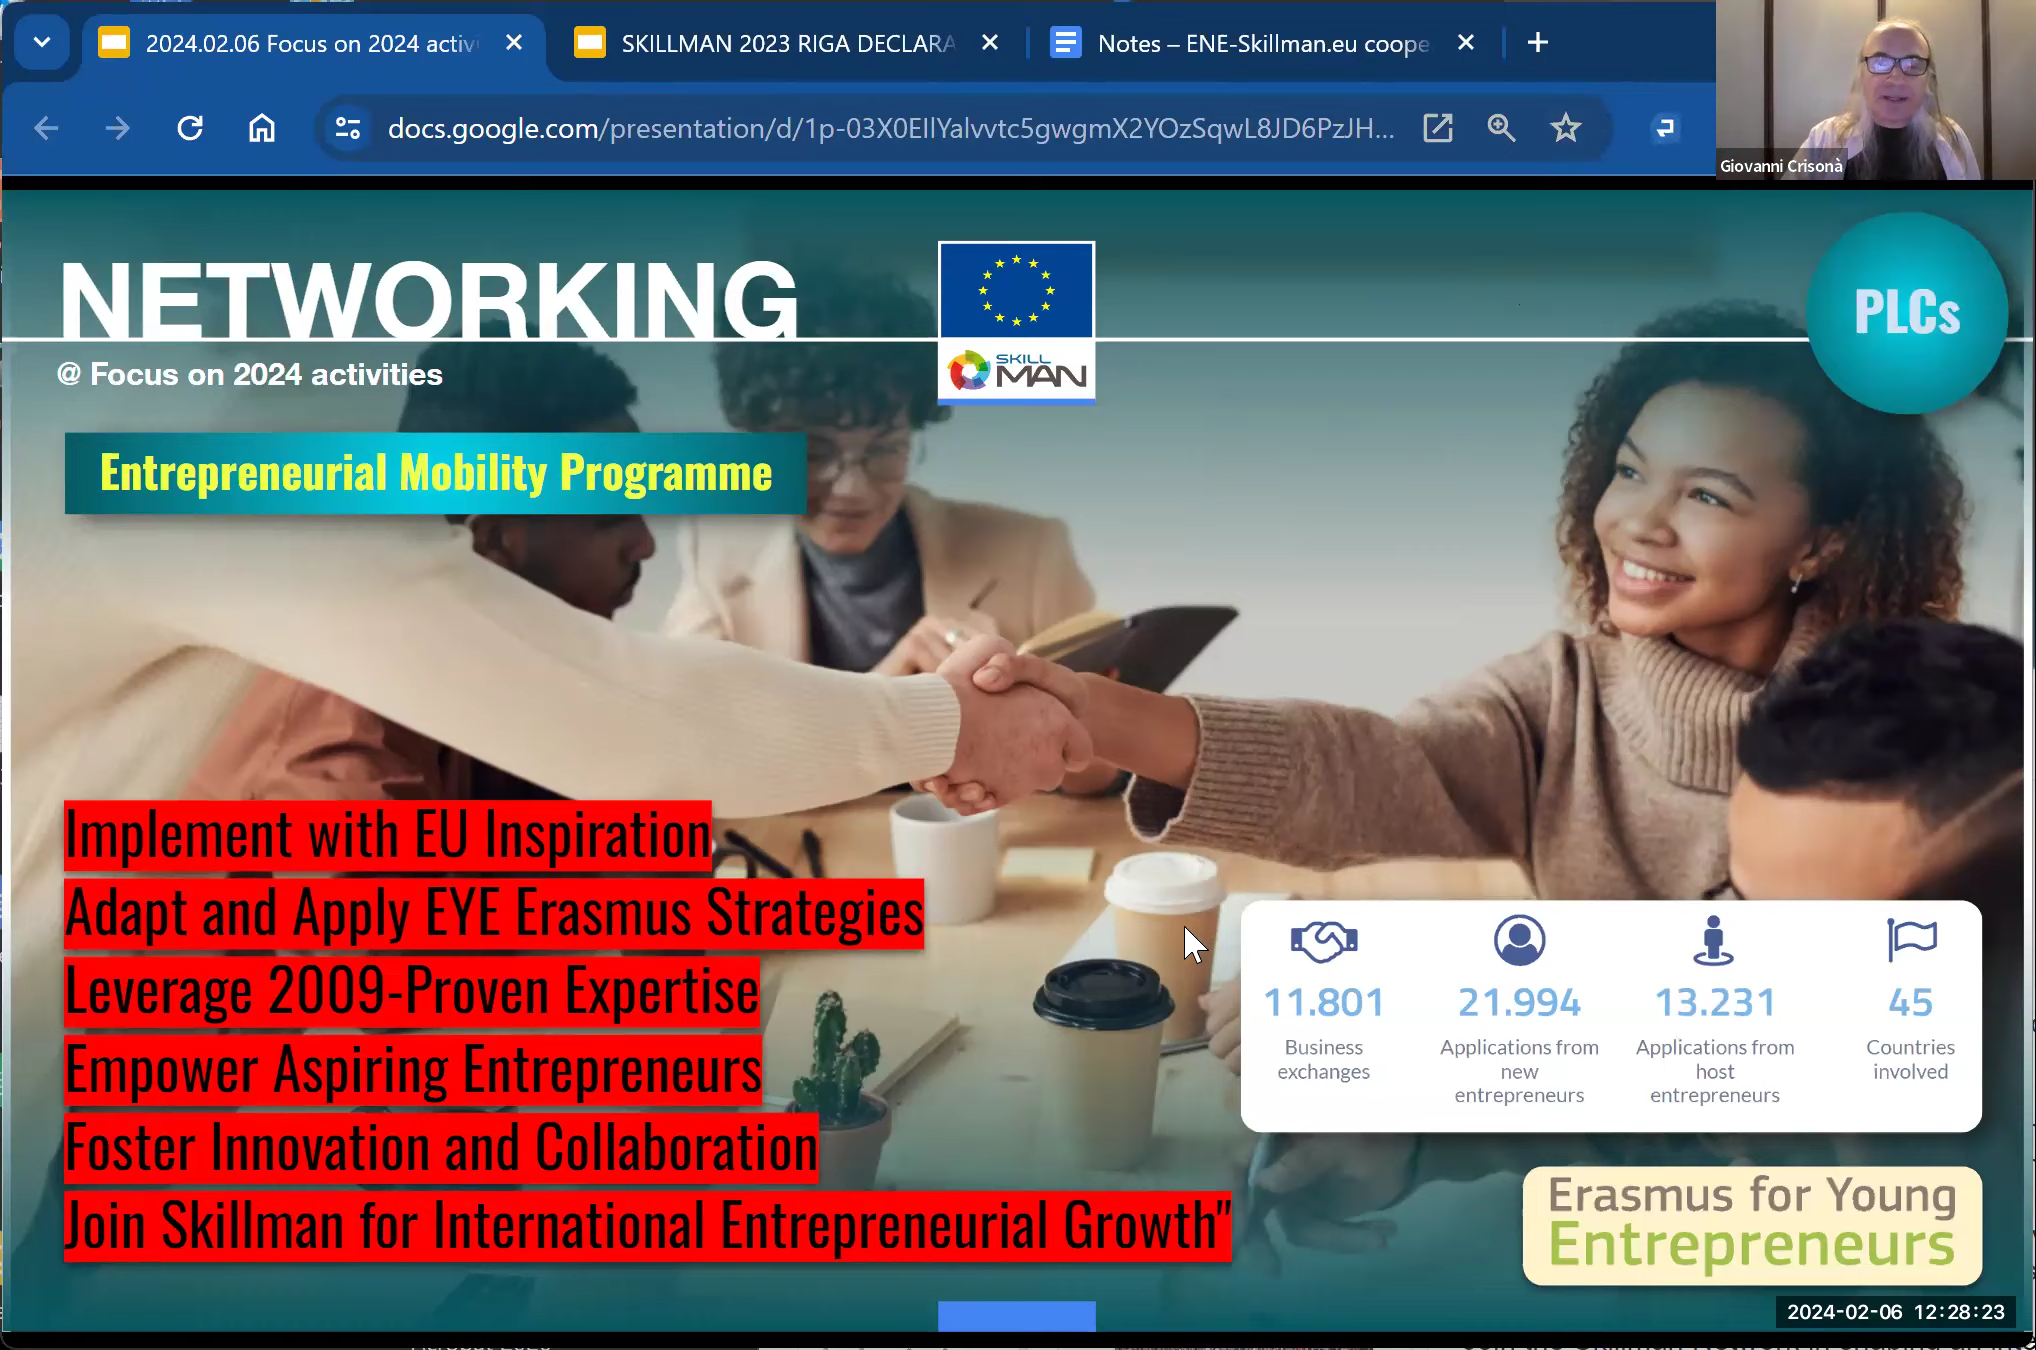 2024.02.06 Focus on 2024 activ
SKILLMAN 2023 RIGA DECLARA
Notes – ENE-Skillman.eu coope
docs.google.com/presentation/d/1p-03X0EIlYalvvtc5gwgmX2YOzSqwL8JD6PzJH...
Giovanni Crisonà
NETWORKING
@ Focus on 2024 activities
SKILL
MAN
PLCs
Entrepreneurial Mobility Programme
Implement with EU Inspiration
Adapt and Apply EYE Erasmus Strategies
Leverage 2009-Proven Expertise
Empower Aspiring Entrepreneurs
Foster Innovation and Collaboration
Join Skillman for International Entrepreneurial Growth"
11.801
Business
exchanges
21.994
Applications from
new
entrepreneurs
13.231
Applications from
host
entrepreneurs
45
Countries
involved
Erasmus for Young
Entrepreneurs
2024-02-06 12:28:23